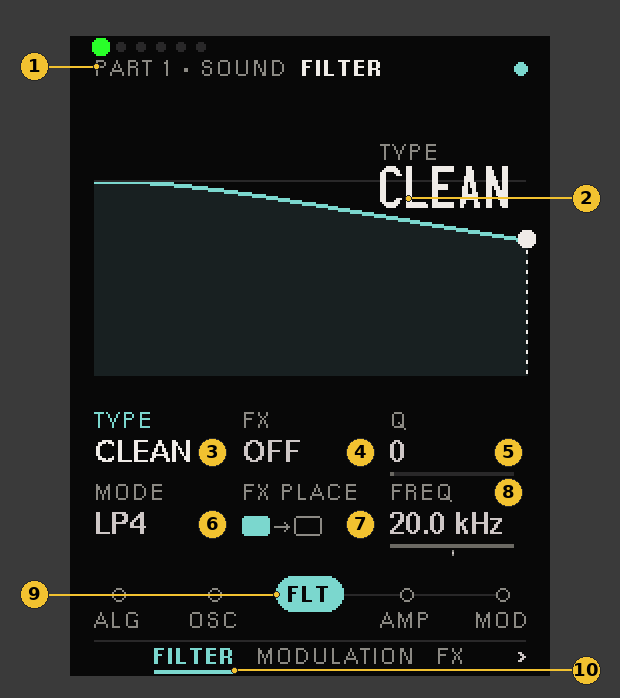 1 PART 1 · SOUND FILTER
TYPE
CLEAN 2
TYPE FX Q
CLEAN 3 OFF 4 0 5
MODE FX PLACE FREQ 8
LP4 6 → 7 20.0 kHz
9 FLT
ALG OSC AMP MOD
FILTER MODULATION FX >
10